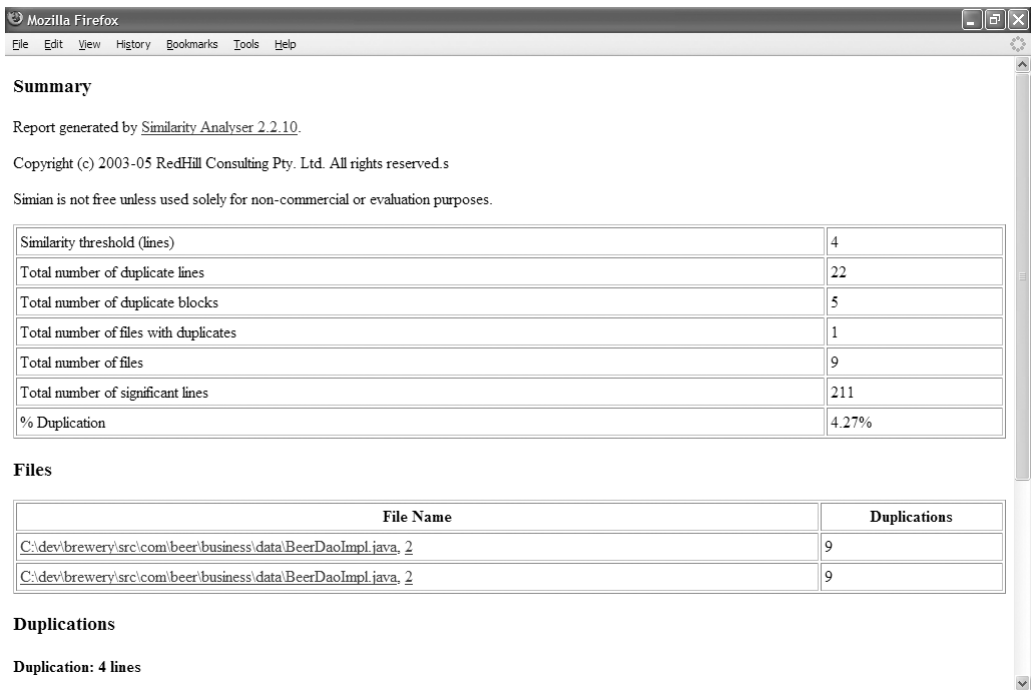 Mozilla Firefox
File Edit View History Bookmarks Tools Help
Summary
Report generated by Similarity Analyser 2.2.10.
Copyright (c) 2003-05 RedHill Consulting Pty. Ltd. All rights reserved.s
Simian is not free unless used solely for non-commercial or evaluation purposes.
Similarity threshold (lines) 4
Total number of duplicate lines 22
Total number of duplicate blocks 5
Total number of files with duplicates 1
Total number of files 9
Total number of significant lines 211
% Duplication 4.27%
Files
File Name Duplications
C:\dev\brewery\src\com\beer\business\data\BeerDaoImpl.java, 2 9
C:\dev\brewery\src\com\beer\business\data\BeerDaoImpl.java, 2 9
Duplications
Duplication: 4 lines